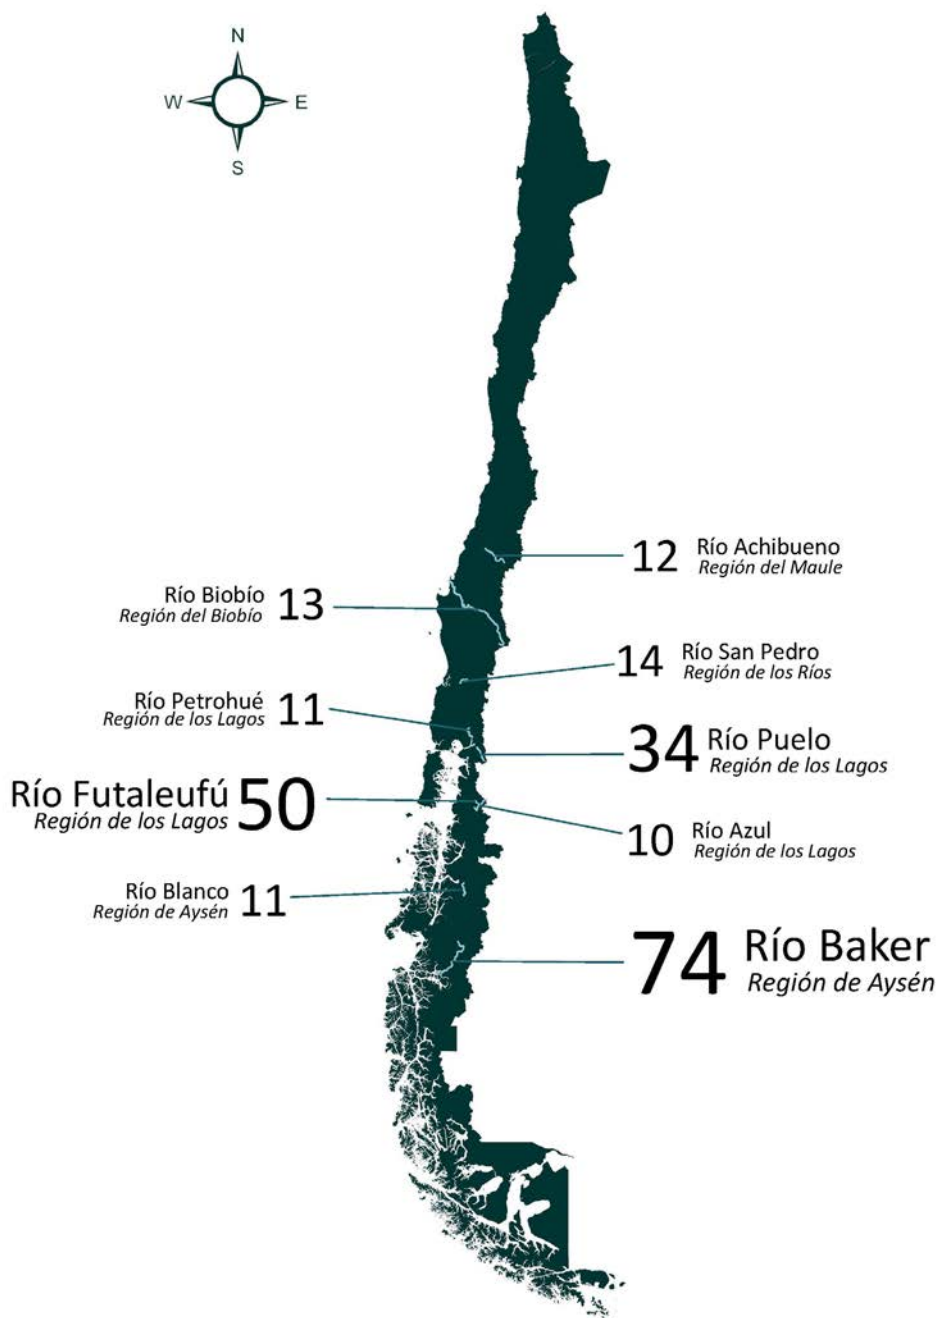 N
W
E
S
12
Río Achibueno
Región del Maule
Río Biobío
Región del Biobío
13
14
Río San Pedro
Región de los Ríos
Río Petrohué
Región de los Lagos
11
34
Río Puelo
Región de los Lagos
Río Futaleufú
Región de los Lagos
50
10
Río Azul
Región de los Lagos
Río Blanco
Región de Aysén
11
74
Río Baker
Región de Aysén